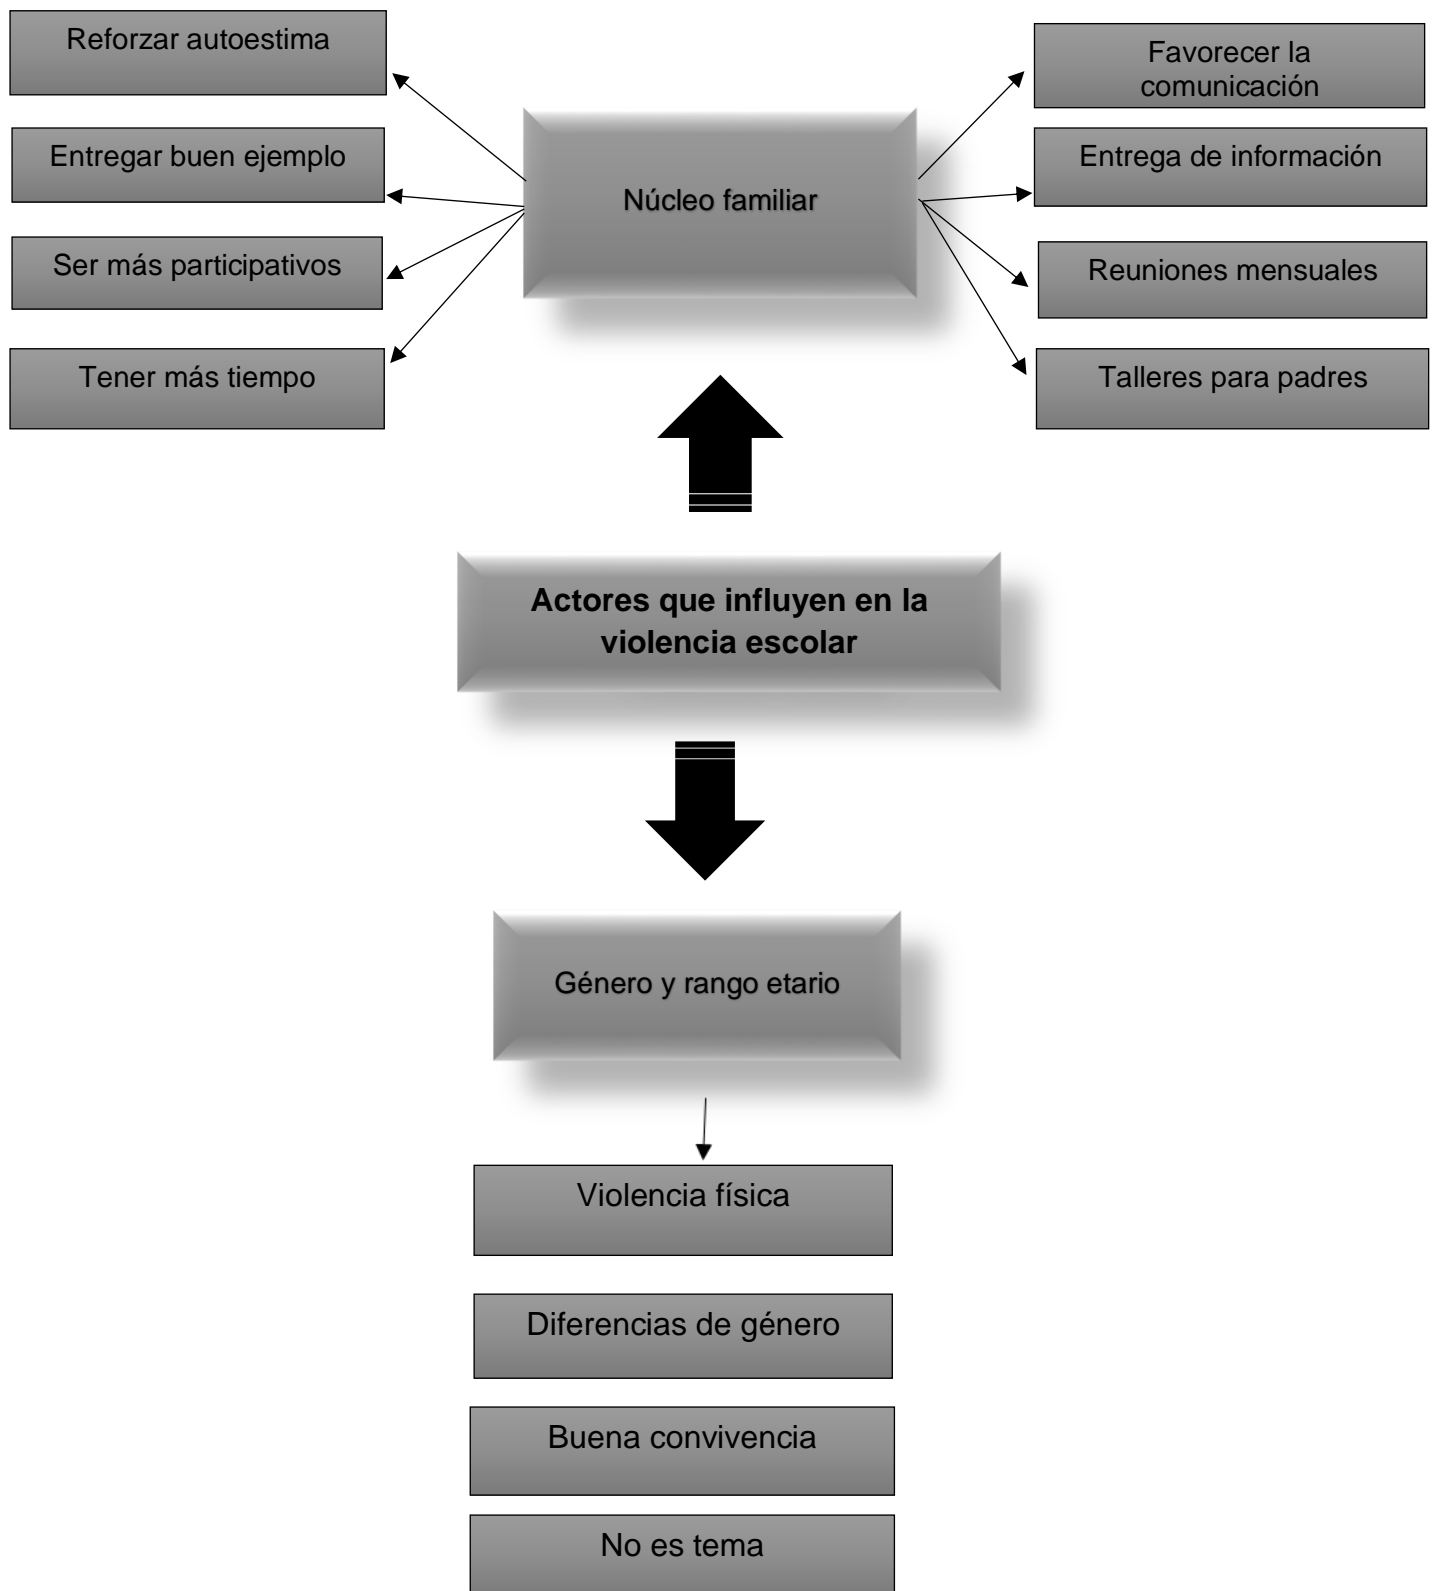 Reforzar autoestima
Entregar buen ejemplo
Ser más participativos
Tener más tiempo
Núcleo familiar
Favorecer la
comunicación
Entrega de información
Reuniones mensuales
Talleres para padres
Actores que influyen en la
violencia escolar
Género y rango etario
Violencia física
Diferencias de género
Buena convivencia
No es tema